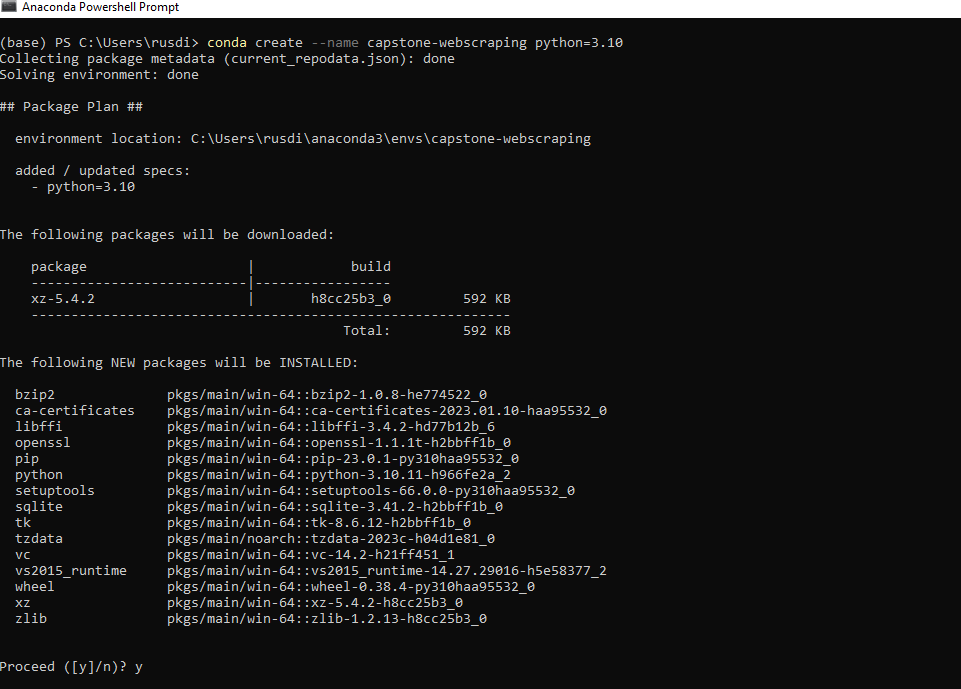 Anaconda Powershell Prompt
(base) PS C:\Users\rusdi> conda create --name capstone-webscraping python=3.10
Collecting package metadata (current_repodata.json): done
Solving environment: done
## Package Plan ##
environment location: C:\Users\rusdi\anaconda3\envs\capstone-webscraping
added / updated specs:
- python=3.10
The following packages will be downloaded:
package | build
---------------------------|-----------------
xz-5.4.2 | h8cc25b3_0 592 KB
------------------------------------------------------------
Total: 592 KB
The following NEW packages will be INSTALLED:
bzip2 pkgs/main/win-64::bzip2-1.0.8-he774522_0
ca-certificates pkgs/main/win-64::ca-certificates-2023.01.10-haa95532_0
libffi pkgs/main/win-64::libffi-3.4.2-hd77b12b_6
openssl pkgs/main/win-64::openssl-1.1.1t-h2bbff1b_0
pip pkgs/main/win-64::pip-23.0.1-py310haa95532_0
python pkgs/main/win-64::python-3.10.11-h966fe2a_2
setuptools pkgs/main/win-64::setuptools-66.0.0-py310haa95532_0
sqlite pkgs/main/win-64::sqlite-3.41.2-h2bbff1b_0
tk pkgs/main/win-64::tk-8.6.12-h2bbff1b_0
tzdata pkgs/main/noarch::tzdata-2023c-h04d1e81_0
vc pkgs/main/win-64::vc-14.2-h21ff451_1
vs2015_runtime pkgs/main/win-64::vs2015_runtime-14.27.29016-h5e58377_2
wheel pkgs/main/win-64::wheel-0.38.4-py310haa95532_0
xz pkgs/main/win-64::xz-5.4.2-h8cc25b3_0
zlib pkgs/main/win-64::zlib-1.2.13-h8cc25b3_0
Proceed ([y]/n)? y